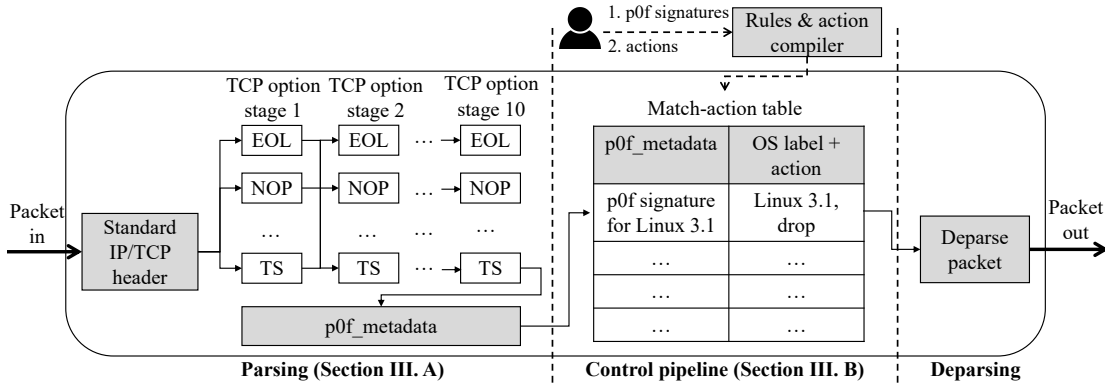 1. p0f signatures
2. actions
Rules & action
compiler
TCP option
stage 1
TCP option
stage 2
TCP option
stage 10
EOL
EOL
…
EOL
NOP
NOP
…
NOP
…
…
…
TS
TS
…
TS
Packet
in
Standard
IP/TCP
header
p0f_metadata
Match-action table
p0f_metadata
OS label +
action
p0f signature
for Linux 3.1
Linux 3.1,
drop
…
…
…
…
…
…
Deparse
packet
Packet
out
Parsing (Section III. A)
Control pipeline (Section III. B)
Deparsing